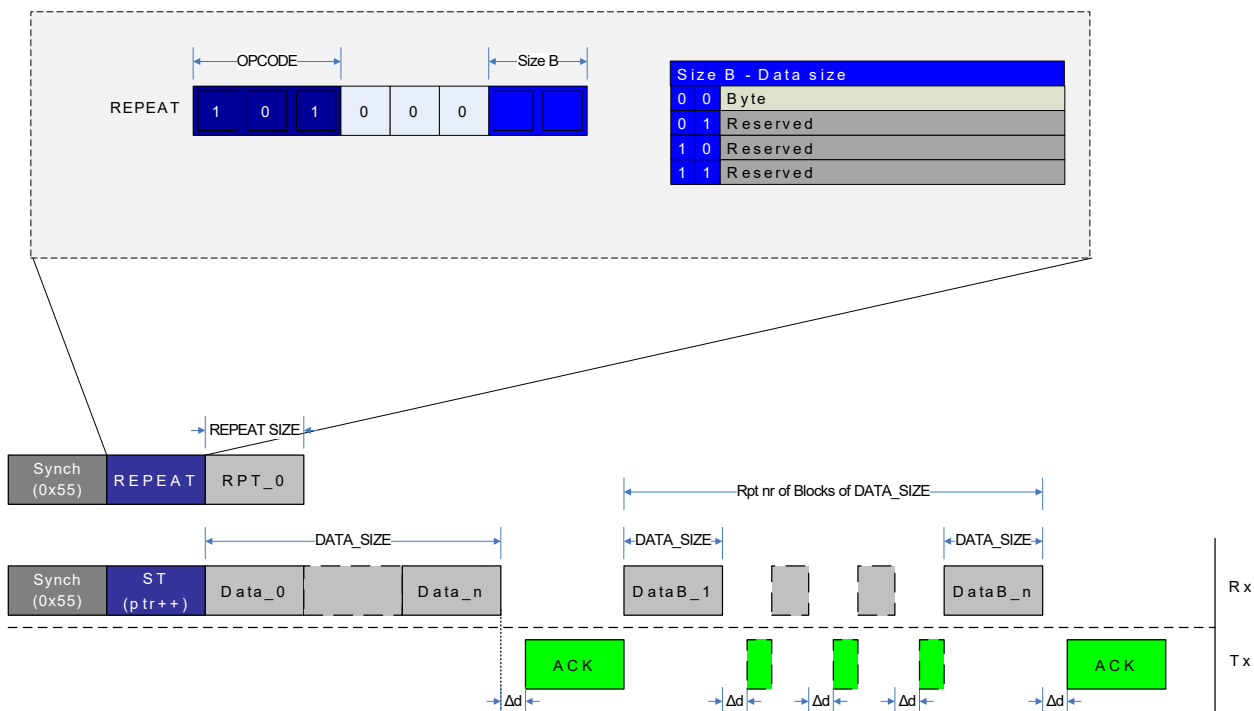 OPCODE
Size B
REPEAT
1 0 1 0 0 0
Size B - Data size
0 0 Byte
0 1 Reserved
1 0 Reserved
1 1 Reserved
REPEAT SIZE
Synch
(0x55)
REPEAT
RPT_0
Rpt nr of Blocks of DATA_SIZE
DATA_SIZE
DATA_SIZE
DATA_SIZE
Synch
(0x55)
ST
(ptr++)
Data_0
Data_n
DataB_1
DataB_n
Rx
ACK
ACK
Tx
Δd
Δd
Δd
Δd
Δd